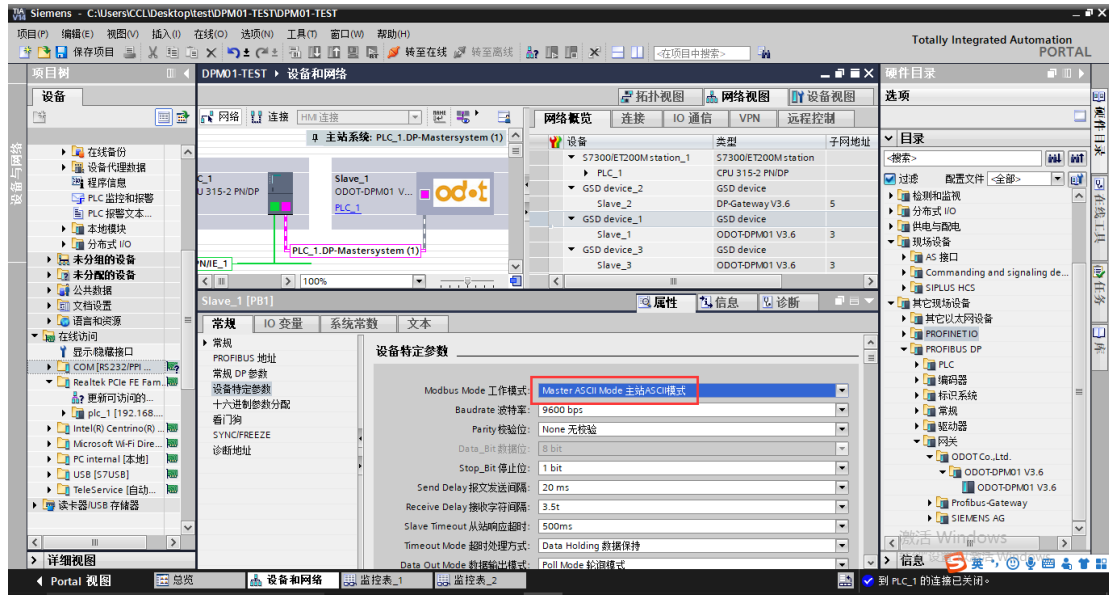 Siemens - C:\Users\CCL\Desktop\test\DPM01-TEST\DPM01-TEST
项目(P) 编辑(E) 视图(V) 插入(I) 在线(O) 选项(N) 工具(T) 窗口(W) 帮助(H)
Totally Integrated Automation
PORTAL
保存项目 转至在线 转至离线 <在项目中搜索>
项目树
设备
设备与网络
在线备份
设备代理数据
程序信息
PLC 监控和报警
PLC 报警文本...
本地模块
分布式 I/O
未分组的设备
未分配的设备
公共数据
文档设置
语言和资源
在线访问
显示/隐藏接口
COM [RS232/PPI ...
Realtek PCIe FE Fam...
更新可访问的...
plc_1 [192.168....
Intel(R) Centrino(R) ...
Microsoft Wi-Fi Dire...
PC internal [本地]
USB [S7USB]
TeleService [自动...
读卡器/USB 存储器
详细视图
DPM01-TEST 设备和网络
拓扑视图 网络视图 设备视图
网络 连接 HMI 连接
主站系统: PLC_1.DP-Mastersystem (1)
C_1
U 315-2 PN/DP
Slave_1
ODOT-DPM01 V...
PLC_1
odot
PLC_1.DP-Mastersystem (1)
PN/IE_1
100%
网络概览 连接 IO 通信 VPN 远程控制
设备 类型 子网地址
S7300/ET200M station_1 S7300/ET200M station
PLC_1 CPU 315-2 PN/DP
GSD device_2 GSD device
Slave_2 DP-Gateway V3.6 5
GSD device_1 GSD device
Slave_1 ODOT-DPM01 V3.6 3
GSD device_3 GSD device
Slave_3 ODOT-DPM01 V3.6 3
Slave_1 [PB1]
属性 信息 诊断
常规 IO 变量 系统常数 文本
常规
PROFIBUS 地址
常规 DP 参数
设备特定参数
十六进制参数分配
看门狗
SYNC/FREEZE
诊断地址
设备特定参数
Modbus Mode 工作模式: Master ASCII Mode 主站ASCII模式
Baudrate 波特率: 9600 bps
Parity 校验位: None 无校验
Data_Bit 数据位: 8 bit
Stop_Bit 停止位: 1 bit
Send Delay 报文发送间隔: 20 ms
Receive Delay 接收字符间隔: 3.5t
Slave Timeout 从站响应超时: 500ms
Timeout Mode 超时处理方式: Data Holding 数据保持
Data Out Mode 数据输出模式: Poll Mode 轮询模式
硬件目录
选项
目录
<搜索>
过滤 配置文件 <全部>
检测和监视
分布式 I/O
供电与配电
现场设备
AS 接口
Commanding and signaling de...
SIPLUS HCS
其它现场设备
其它以太网设备
PROFINET IO
PROFIBUS DP
PLC
编码器
标识系统
常规
驱动器
网关
ODOT Co.,Ltd.
ODOT-DPM01 V3.6
ODOT-DPM01 V3.6
Profibus-Gateway
SIEMENS AG
激活 Windows
信息
英
硬件目录
在线工具
任务
库
Portal 视图 总览 设备和网络 监控表_1 监控表_2
到 PLC_1 的连接已关闭。